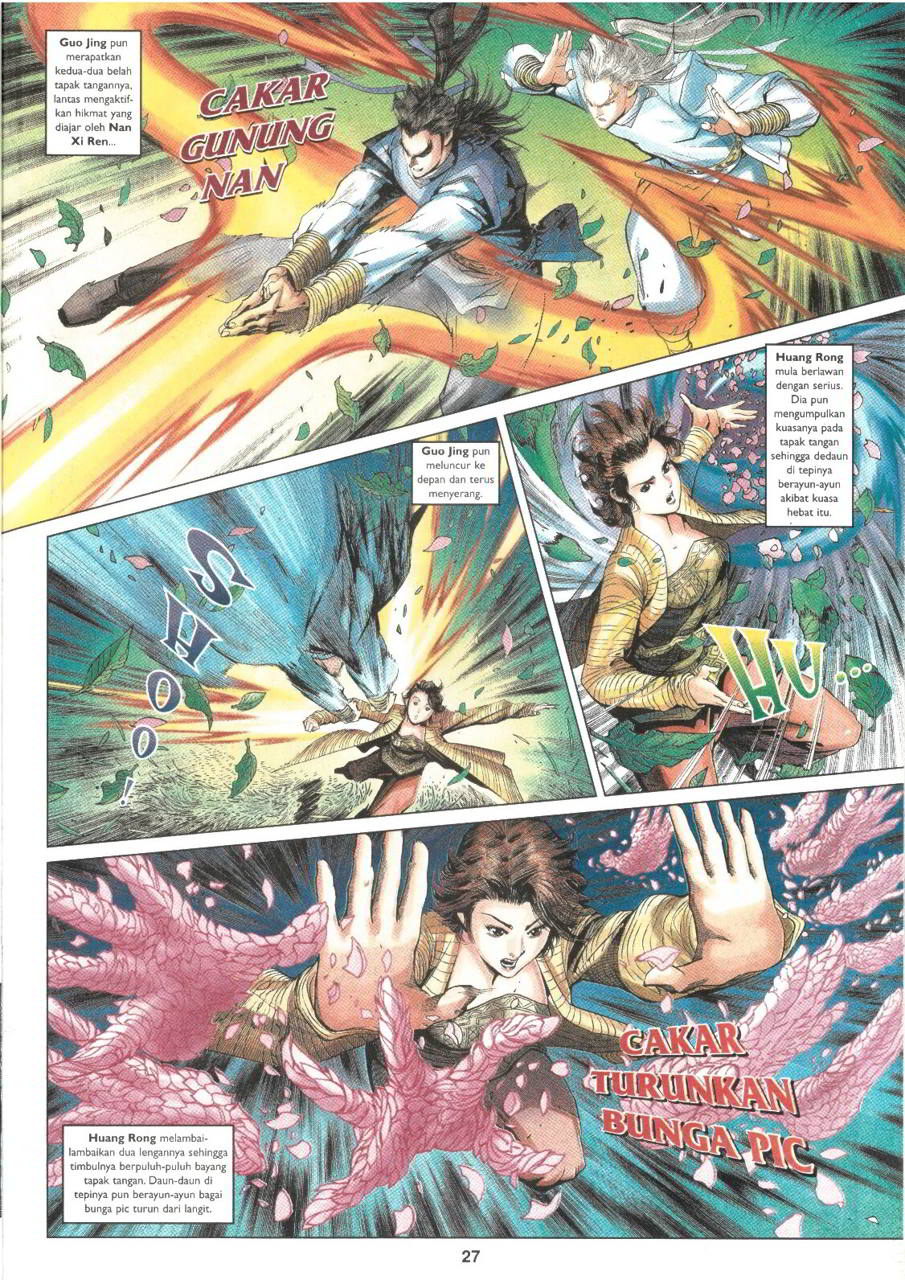 Guo Jing pun
merapatkan
kedua-dua belah
tapak tangannya,
lantas mengaktif-
kan hikmat yang
diajar oleh Nan
Xi Ren...
CAKAR
GUNUNG
NAN
Huang Rong
mula berlawan
dengan serius.
Dia pun
mengumpulkan
kuasanya pada
tapak tangan
sehingga dedaun
di tepinya
berayun-ayun
akibat kuasa
hebat itu.
HU...
Guo Jing pun
meluncur ke
depan dan terus
menyerang.
SHOO!
CAKAR
TURUNKAN
BUNGA PIC
Huang Rong melambai-
lambaikan dua lengannya sehingga
timbulnya berpuluh-puluh bayang
tapak tangan. Daun-daun di
tepinya pun berayun-ayun bagai
bunga pic turun dari langit.
27